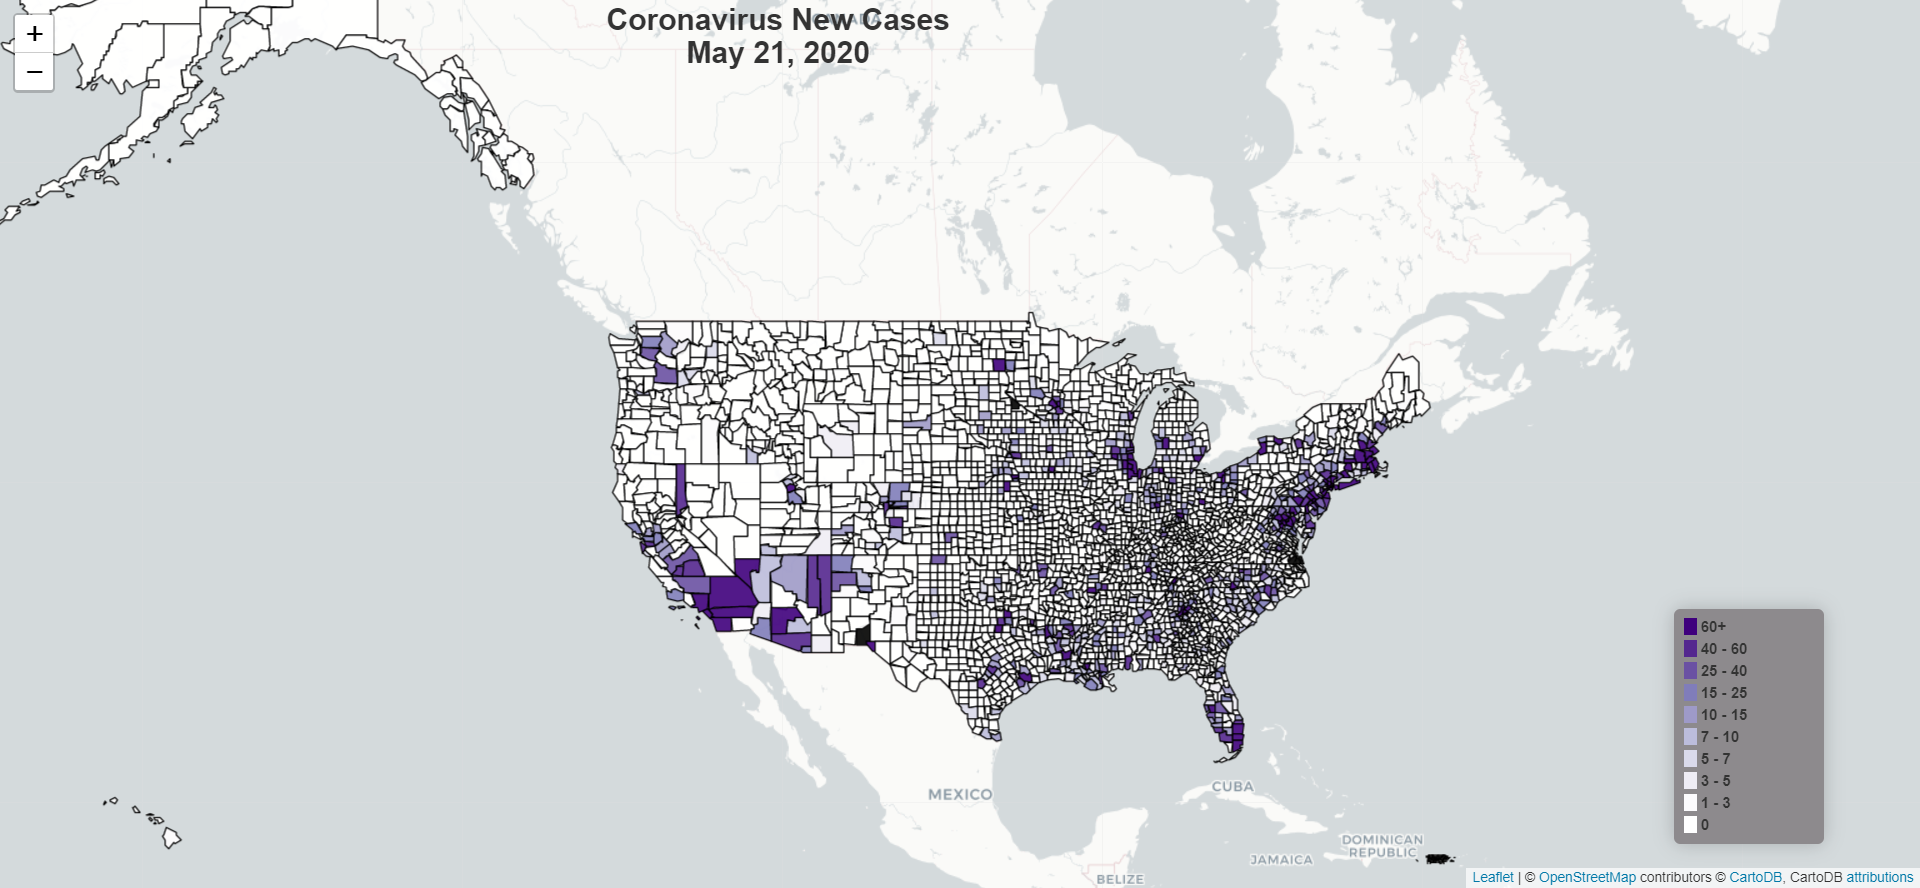 +
−
Coronavirus New Cases
May 21, 2020
CANADA
60+
40 - 60
25 - 40
15 - 25
10 - 15
7 - 10
5 - 7
3 - 5
1 - 3
0
MEXICO
CUBA
DOMINICAN
REPUBLIC
JAMAICA
BELIZE
Leaflet | © OpenStreetMap contributors © CartoDB, CartoDB attributions